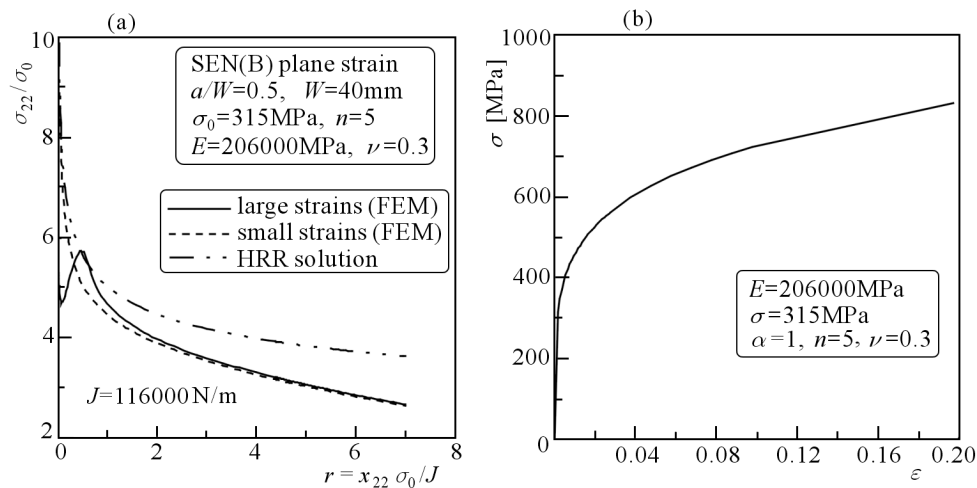 (a)
10
8
6
4
2
σ22/σ0
SEN(B) plane strain
a/W=0.5, W=40mm
σ0=315MPa, n=5
E=206000MPa, ν=0.3
large strains (FEM)
small strains (FEM)
HRR solution
J=116000 N/m
0 2 4 6 8
r = x22 σ0/J
(b)
1000
800
600
400
200
0
σ [MPa]
E=206000MPa
σ=315MPa
α=1, n=5, ν=0.3
0.04 0.08 0.12 0.16 0.20
ε